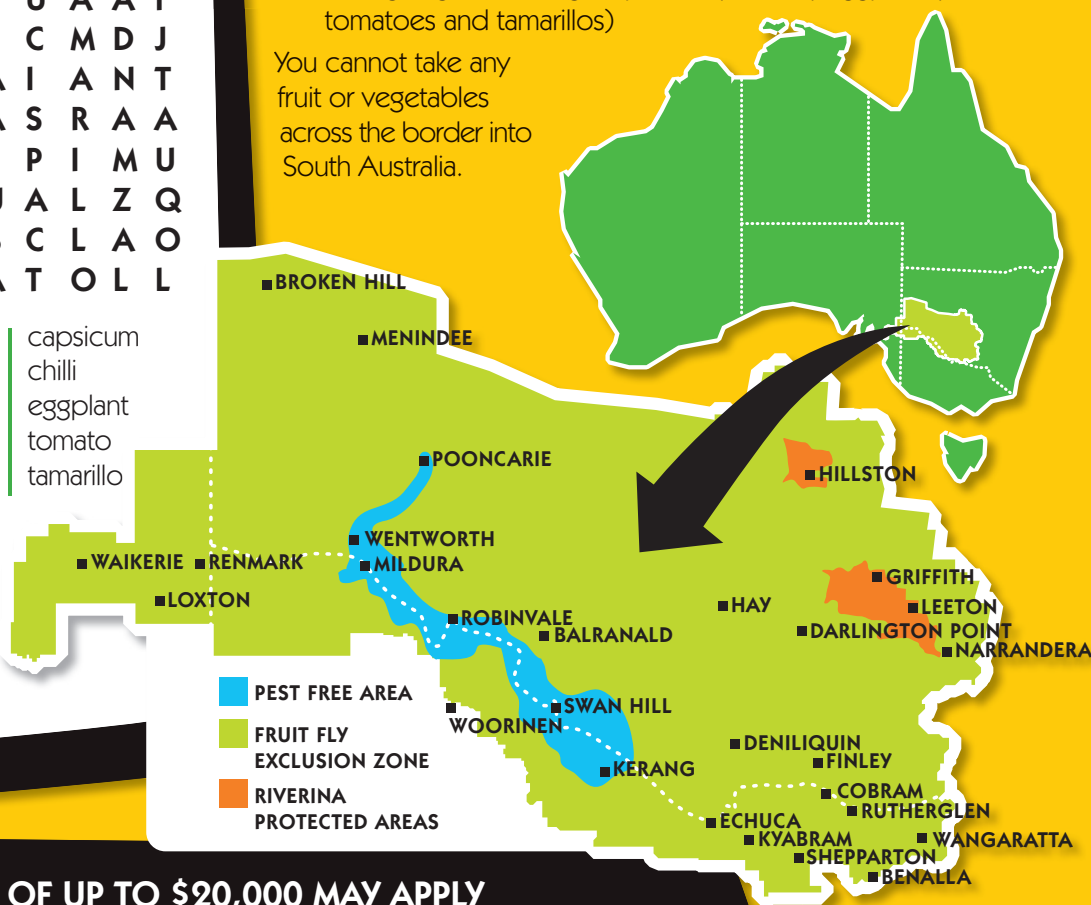 C M D J
I A N T
S R A A
P I M U
A L Z Q
C L A O
T O L L
capsicum
chilli
eggplant
tomato
tamarillo
tomatoes and tamarillos)
You cannot take any
fruit or vegetables
across the border into
South Australia.
BROKEN HILL
MENINDEE
POONCARIE
HILLSTON
WENTWORTH
WAIKERIE
RENMARK
MILDURA
GRIFFITH
LOXTON
HAY
LEETON
ROBINVALE
BALRANALD
DARLINGTON POINT
NARRANDERA
SWAN HILL
WOORINEN
DENILIQUIN
FINLEY
KERANG
COBRAM
RUTHERGLEN
ECHUCA
KYABRAM
WANGARATTA
SHEPPARTON
BENALLA
PEST FREE AREA
FRUIT FLY
EXCLUSION ZONE
RIVERINA
PROTECTED AREAS
OF UP TO $20,000 MAY APPLY